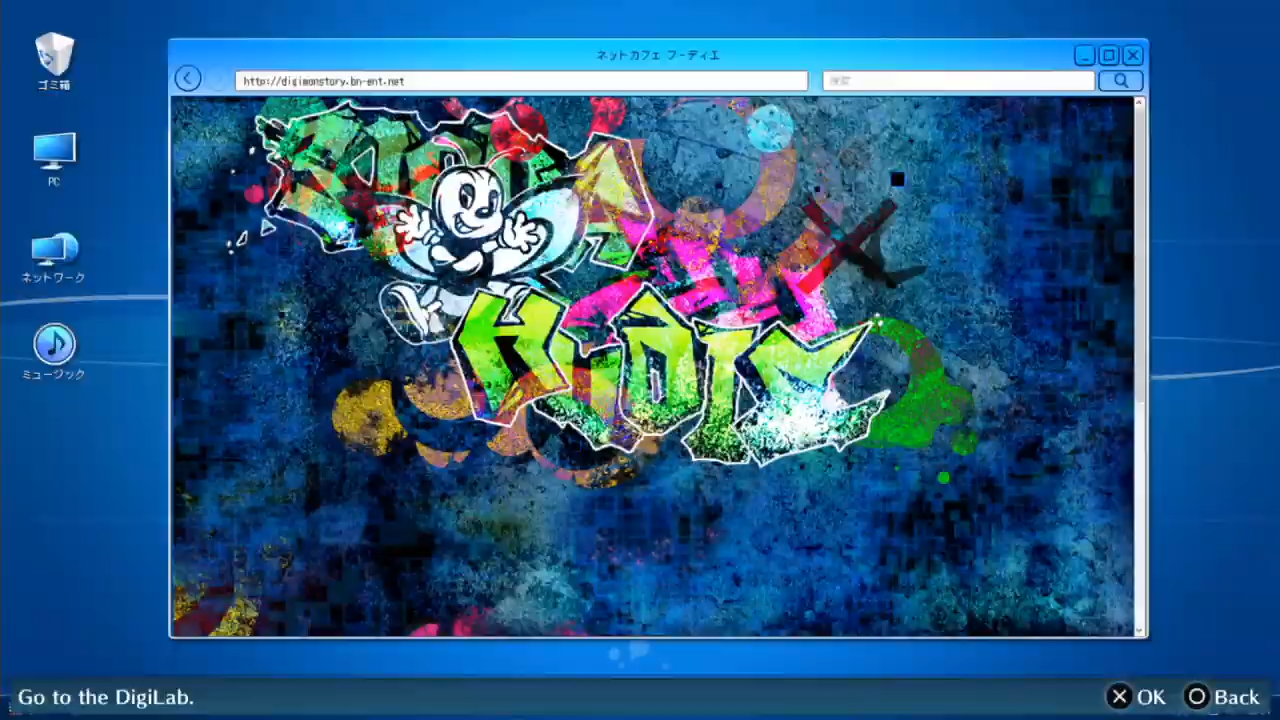 ネットカフェ フーディエ
http://digimonstory.bn-ent.net
検索
ゴミ箱
PC
ネットワーク
ミュージック
Go to the DigiLab.
OK
Back